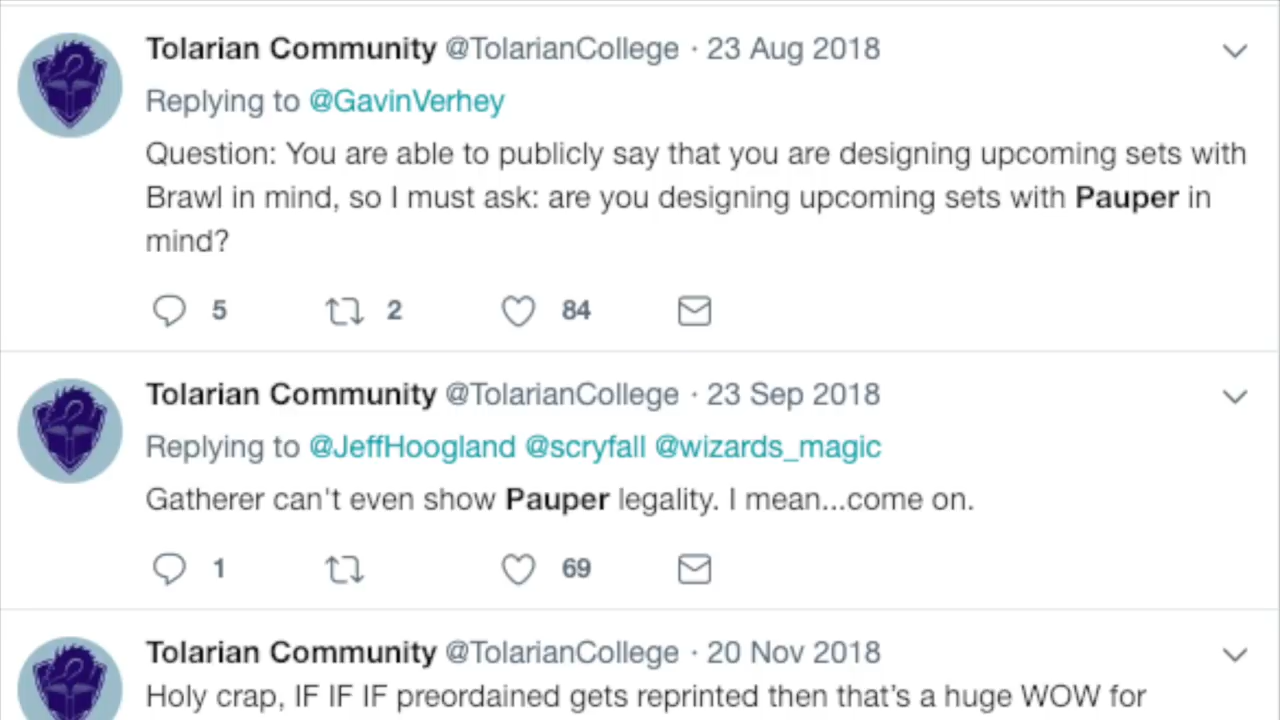 Tolarian Community @TolarianCollege · 23 Aug 2018
Replying to @GavinVerhey
Question: You are able to publicly say that you are designing upcoming sets with
Brawl in mind, so I must ask: are you designing upcoming sets with Pauper in
mind?
5 2 84
Tolarian Community @TolarianCollege · 23 Sep 2018
Replying to @JeffHoogland @scryfall @wizards_magic
Gatherer can't even show Pauper legality. I mean...come on.
1 69
Tolarian Community @TolarianCollege · 20 Nov 2018
Holy crap, IF IF IF preordained gets reprinted then that’s a huge WOW for